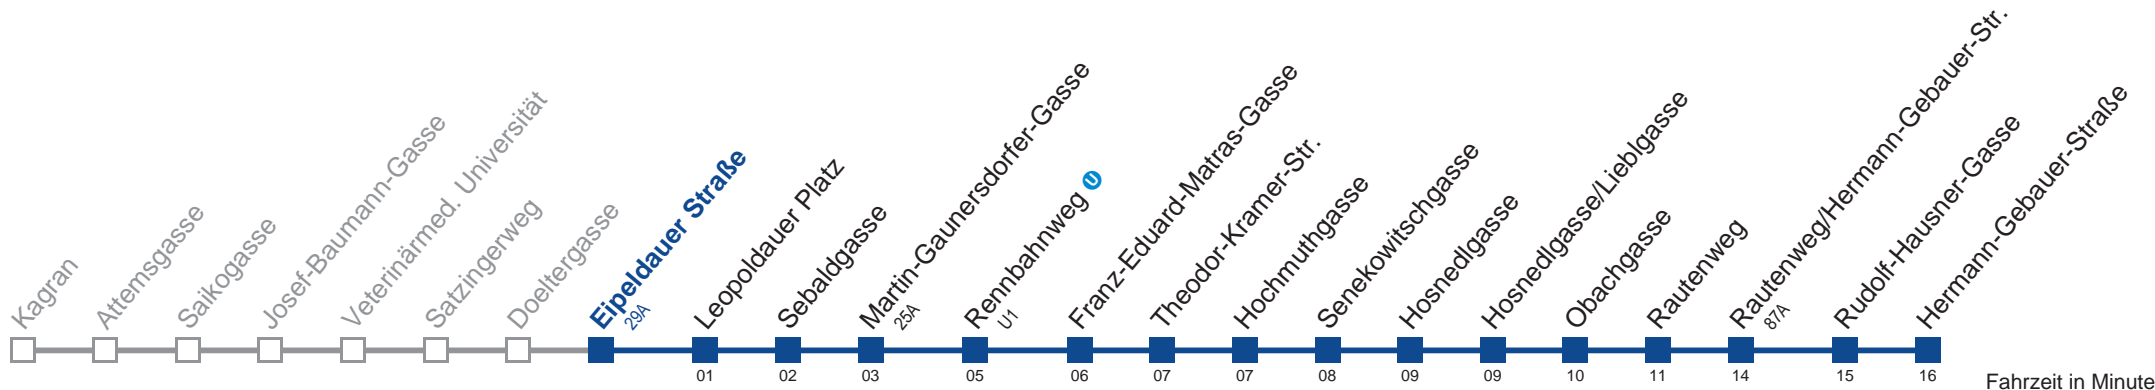 Kagran
Attemsgasse
Saikogasse
Josef-Baumann-Gasse
Veterinärmed. Universität
Satzingerweg
Doeltergasse
Eipeldauer Straße
29A
Leopoldauer Platz
Sebaldgasse
Martin-Gaunersdorfer-Gasse
25A
Rennbahnweg U
U1
Franz-Eduard-Matras-Gasse
Theodor-Kramer-Str.
Hochmuthgasse
Senekowitschgasse
Hosnedlgasse
Hosnedlgasse/Lieblgasse
Obachgasse
Rautenweg
Rautenweg/Hermann-Gebauer-Str.
87A
Rudolf-Hausner-Gasse
Hermann-Gebauer-Straße
01 02 03 05 06 07 07 08 09 09 10 11 14 15 16
Fahrzeit in Minute